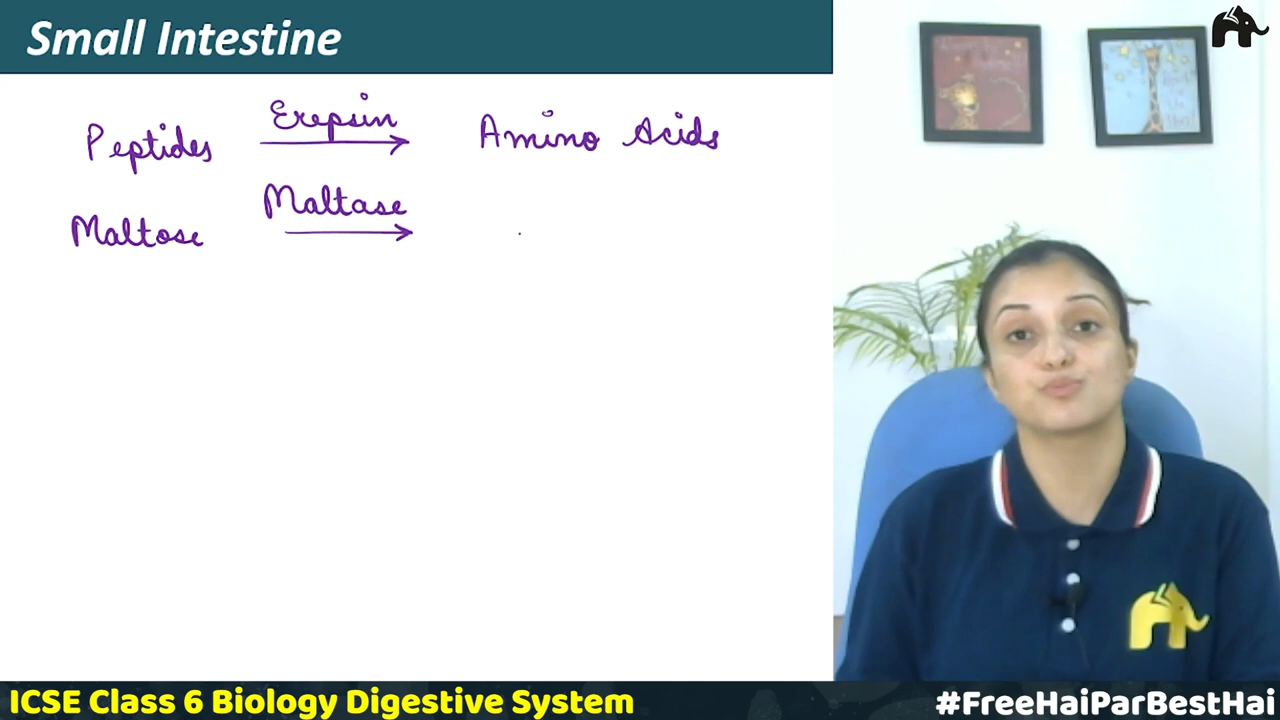 Small Intestine
Peptides Erepsin Amino Acids
Maltose Maltase
ICSE Class 6 Biology Digestive System
#FreeHaiParBestHai